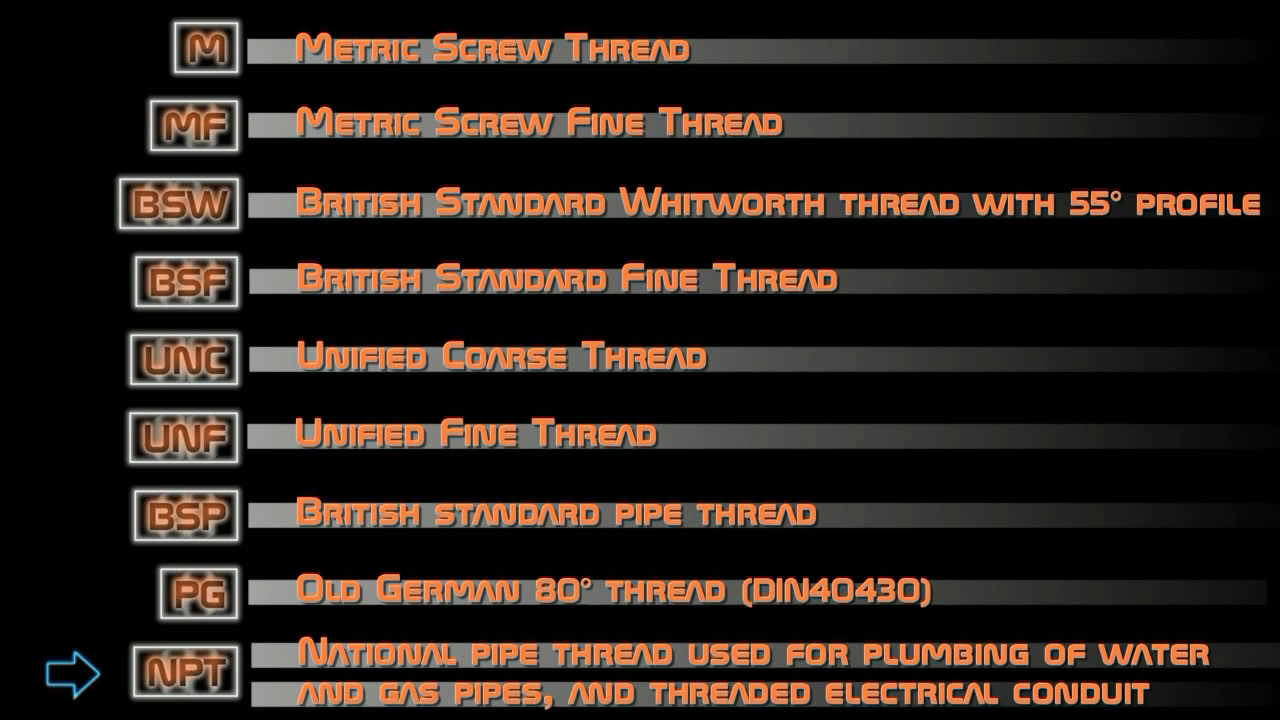 M Metric Screw Thread
MF Metric Screw Fine Thread
BSW British Standard Whitworth thread with 55° profile
BSF British Standard Fine Thread
UNC Unified Coarse Thread
UNF Unified Fine Thread
BSP British standard pipe thread
PG Old German 80° thread (DIN40430)
NPT National pipe thread used for plumbing of water
and gas pipes, and threaded electrical conduit